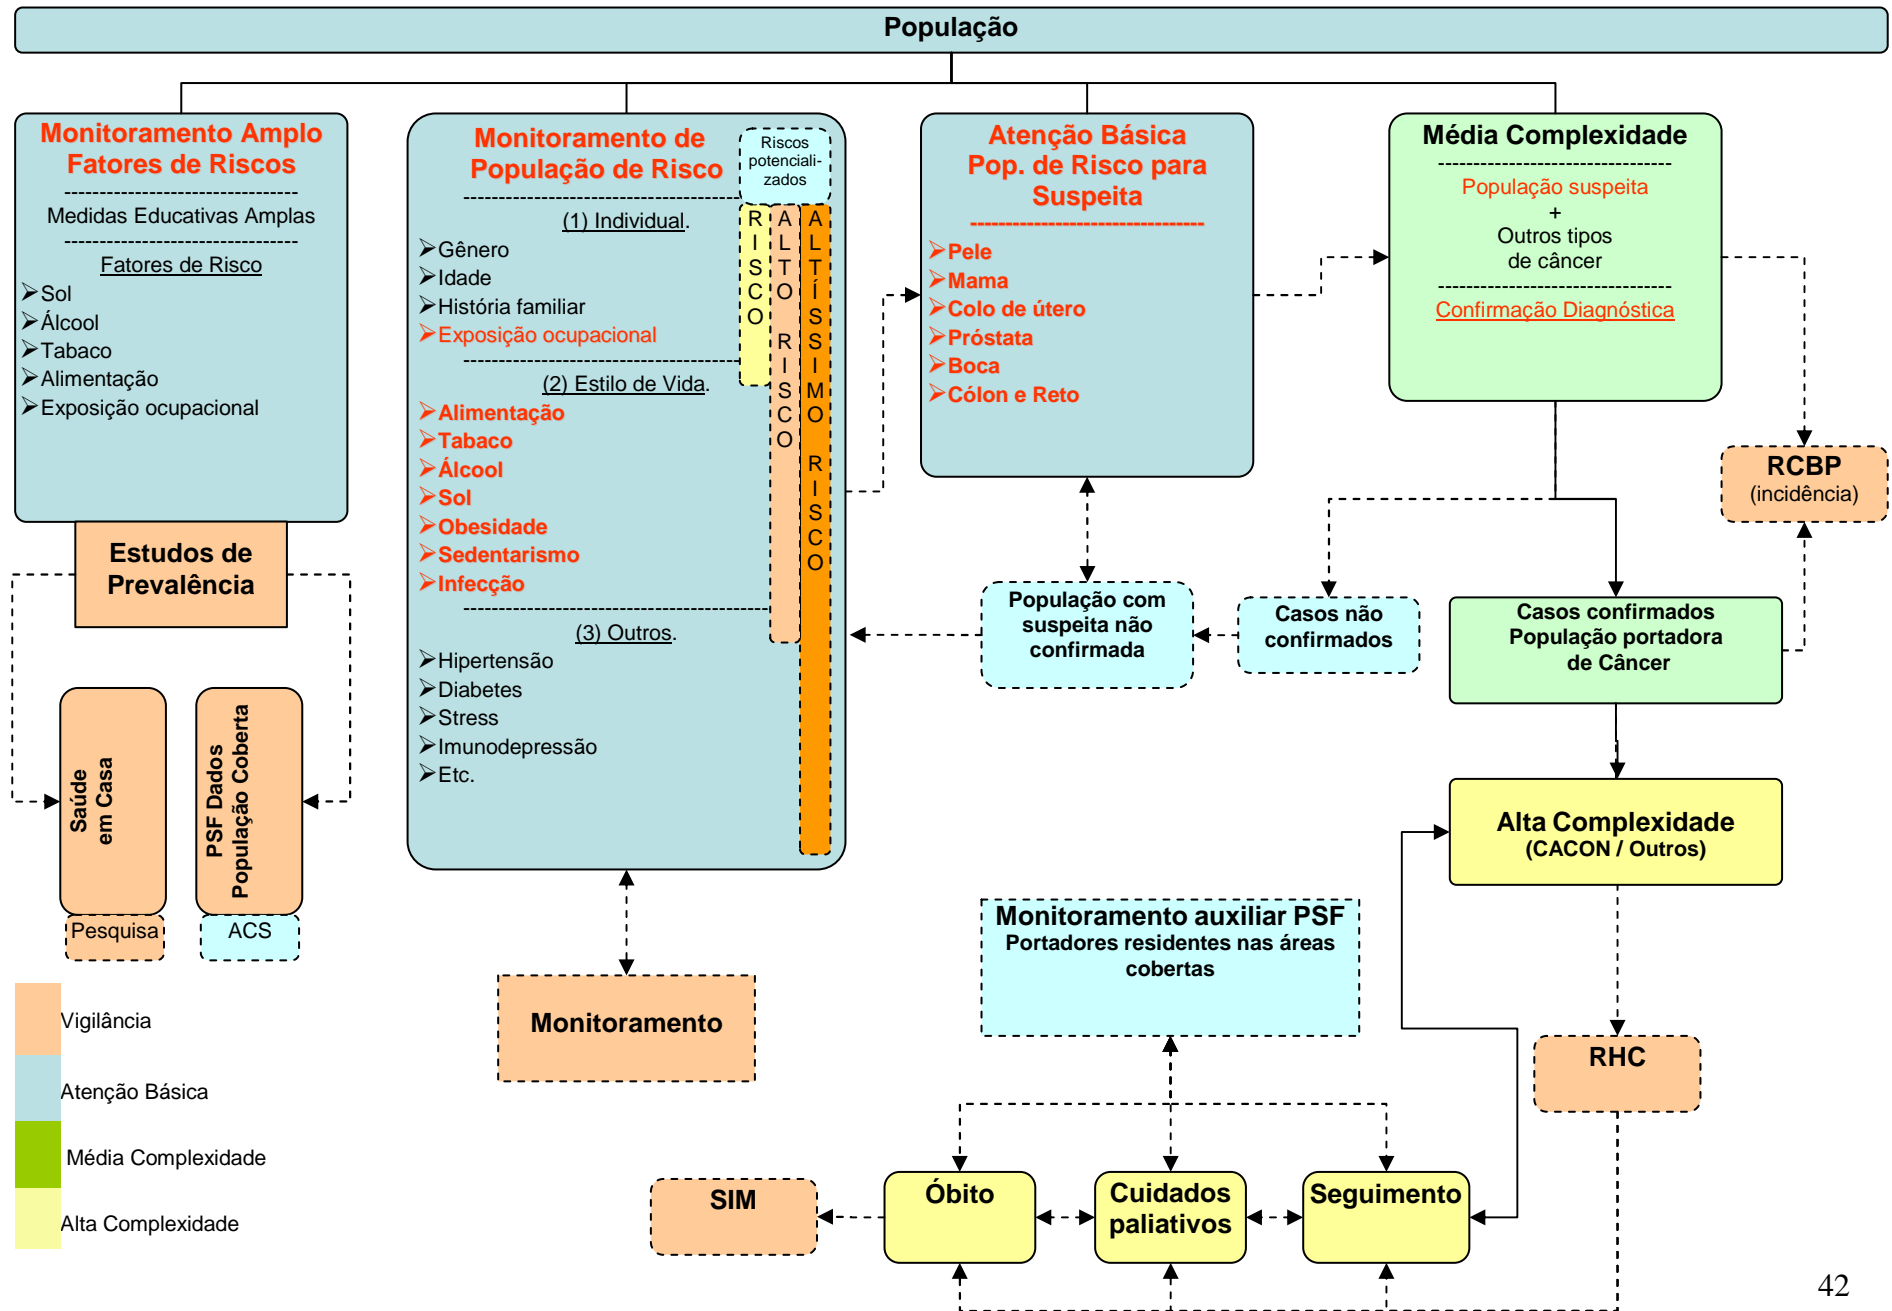 População
Monitoramento Amplo
Fatores de Riscos
Medidas Educativas Amplas
Fatores de Risco
Sol
Álcool
Tabaco
Alimentação
Exposição ocupacional
Estudos de
Prevalência
Saúde
em Casa
Pesquisa
PSF Dados
População Coberta
ACS
Monitoramento de
População de Risco
Riscos
potenciali-
zados
(1) Individual.
Gênero
Idade
História familiar
Exposição ocupacional
(2) Estilo de Vida.
Alimentação
Tabaco
Álcool
Sol
Obesidade
Sedentarismo
Infecção
(3) Outros.
Hipertensão
Diabetes
Stress
Imunodepressão
Etc.
RISCO
ALTO RISCO
ALTÍSSIMO RISCO
Monitoramento
Atenção Básica
Pop. de Risco para
Suspeita
Pele
Mama
Colo de útero
Próstata
Boca
Cólon e Reto
População com
suspeita não
confirmada
Casos não
confirmados
Média Complexidade
População suspeita
+
Outros tipos
de câncer
Confirmação Diagnóstica
RCBP
(incidência)
Casos confirmados
População portadora
de Câncer
Alta Complexidade
(CACON / Outros)
Monitoramento auxiliar PSF
Portadores residentes nas áreas
cobertas
RHC
SIM
Óbito
Cuidados
paliativos
Seguimento
Vigilância
Atenção Básica
Média Complexidade
Alta Complexidade
42